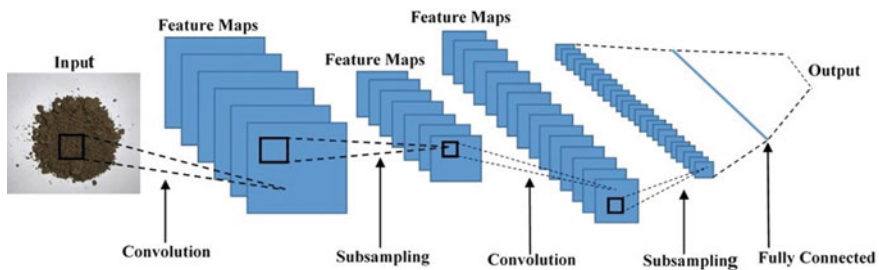 Feature Maps
Feature Maps
Feature Maps
Input
Output
Convolution
Subsampling
Convolution
Subsampling
Fully Connected